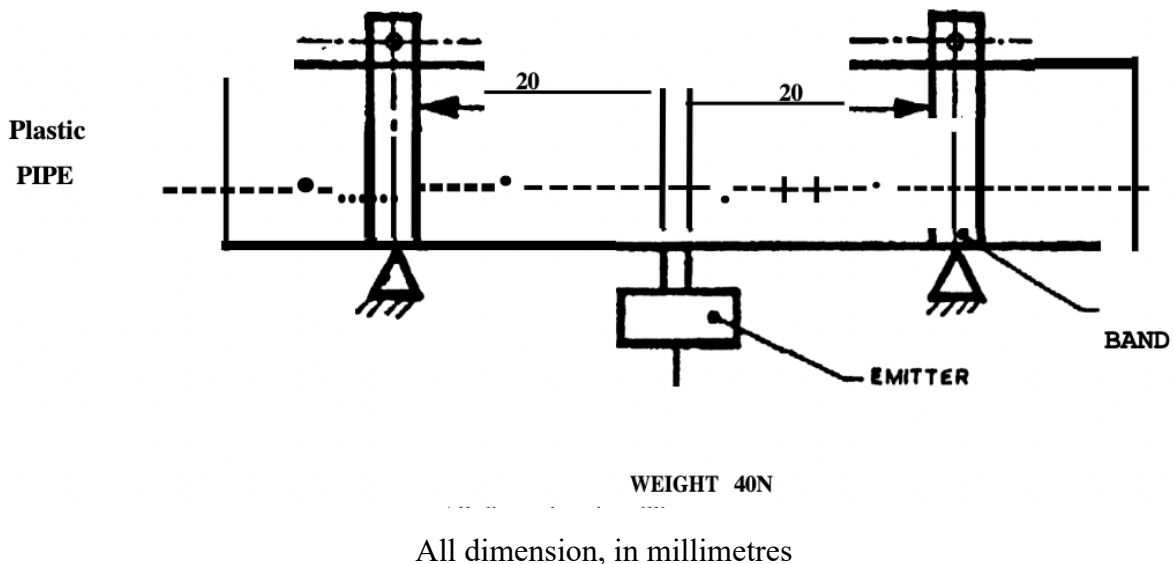 20
20
Plastic
PIPE
BAND
EMITTER
WEIGHT 40N
All dimension, in millimetres